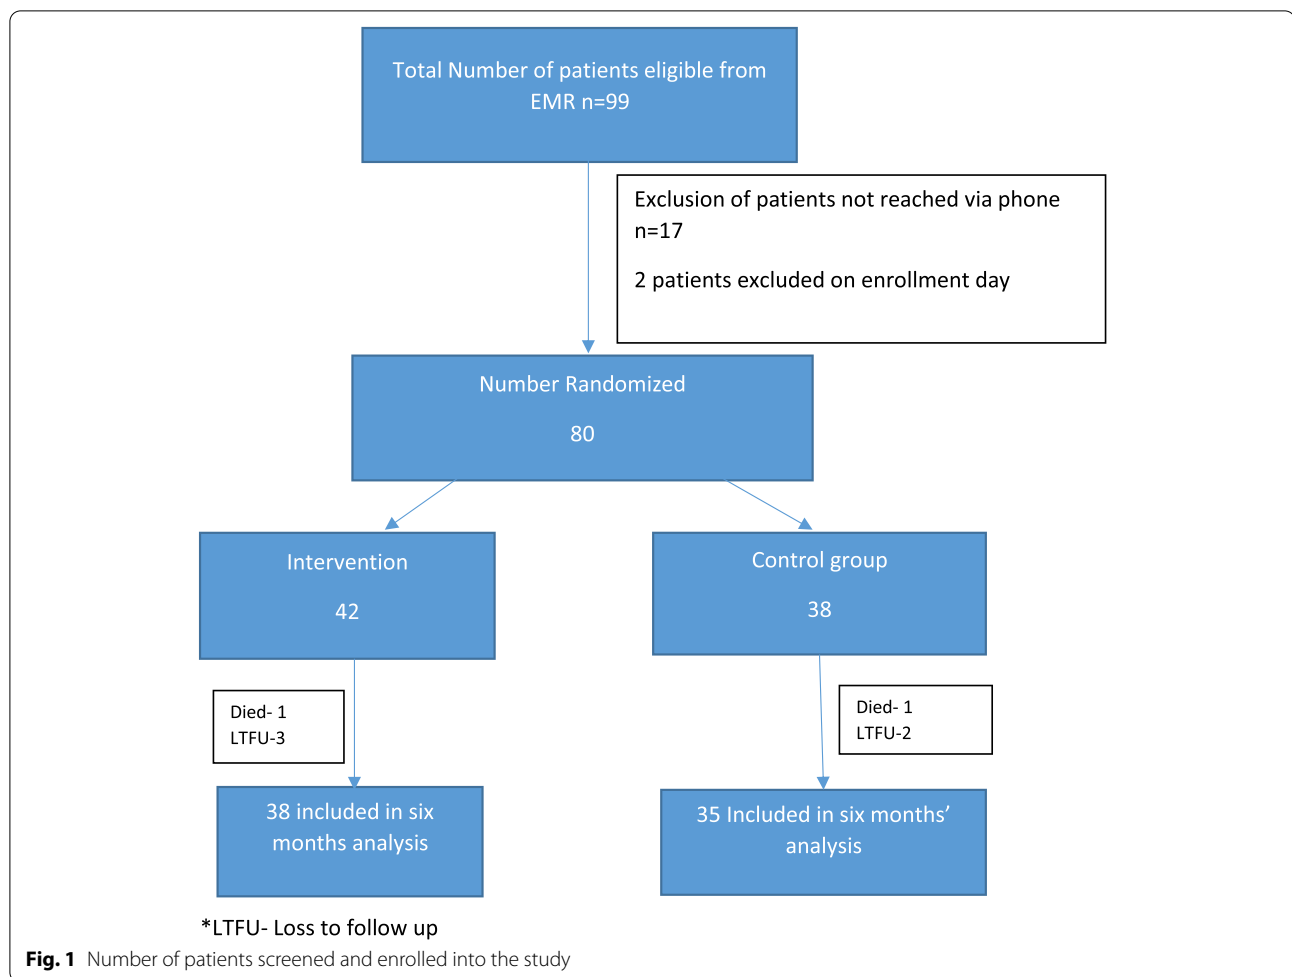 Total Number of patients eligible from
EMR n=99
Exclusion of patients not reached via phone
n=17
2 patients excluded on enrollment day
Number Randomized
80
Intervention
42
Control group
38
Died- 1
LTFU-3
Died- 1
LTFU-2
38 included in six
months analysis
35 Included in six months’
analysis
*LTFU- Loss to follow up
Fig. 1 Number of patients screened and enrolled into the study